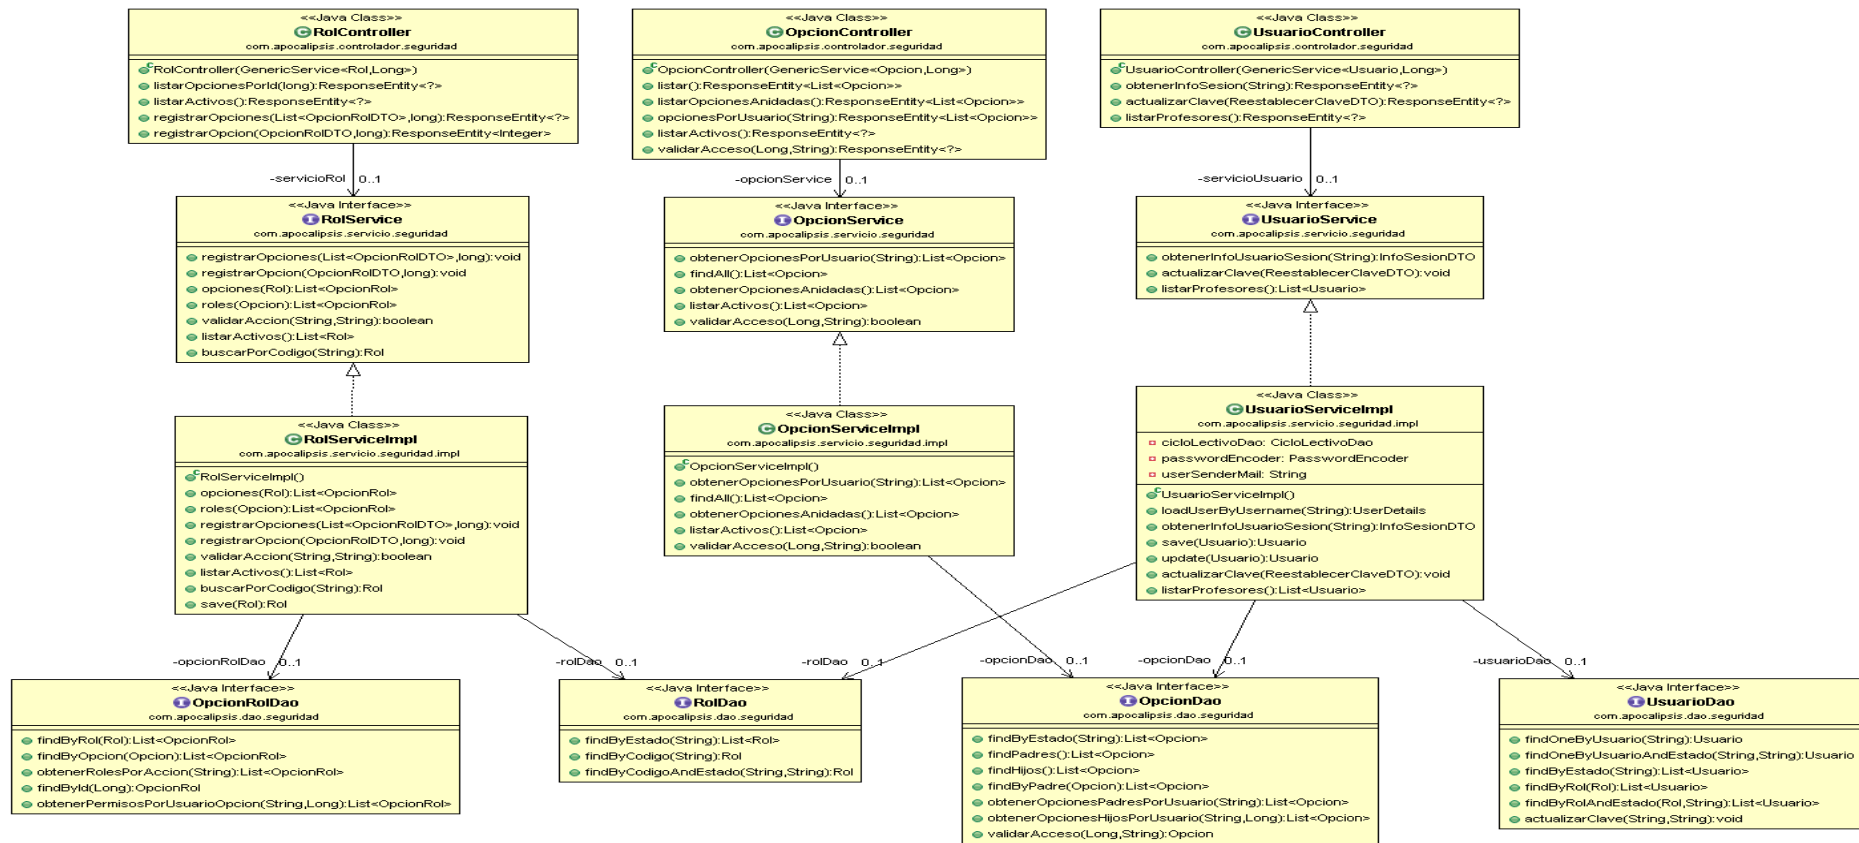 <<Java Class>>
RolController
com.apocalipsis.controlador.seguridad
RolController(GenericService<Rol,Long>)
listarOpcionesPorId(long):ResponseEntity<?>
listarActivos():ResponseEntity<?>
registrarOpciones(List<OpcionRolDTO>,long):ResponseEntity<?>
registrarOpcion(OpcionRolDTO,long):ResponseEntity<Integer>
<<Java Class>>
OpcionController
com.apocalipsis.controlador.seguridad
OpcionController(GenericService<Opcion,Long>)
listar():ResponseEntity<List<Opcion>>
listarOpcionesAnidadas():ResponseEntity<List<Opcion>>
opcionesPorUsuario(String):ResponseEntity<List<Opcion>>
listarActivos():ResponseEntity<?>
validarAcceso(Long,String):ResponseEntity<?>
<<Java Class>>
UsuarioController
com.apocalipsis.controlador.seguridad
UsuarioController(GenericService<Usuario,Long>)
obtenerInfoSesion(String):ResponseEntity<?>
actualizarClave(ReestablecerClaveDTO):ResponseEntity<?>
listarProfesores():ResponseEntity<?>
-servicioRol 0..1
-opcionService 0..1
-servicioUsuario 0..1
<<Java Interface>>
RolService
com.apocalipsis.servicio.seguridad
registrarOpciones(List<OpcionRolDTO>,long):void
registrarOpcion(OpcionRolDTO,long):void
opciones(Rol):List<OpcionRol>
roles(Opcion):List<OpcionRol>
validarAccion(String,String):boolean
listarActivos():List<Rol>
buscarPorCodigo(String):Rol
<<Java Interface>>
OpcionService
com.apocalipsis.servicio.seguridad
obtenerOpcionesPorUsuario(String):List<Opcion>
findAll():List<Opcion>
obtenerOpcionesAnidadas():List<Opcion>
listarActivos():List<Opcion>
validarAcceso(Long,String):boolean
<<Java Interface>>
UsuarioService
com.apocalipsis.servicio.seguridad
obtenerInfoUsuarioSesion(String):InfoSesionDTO
actualizarClave(ReestablecerClaveDTO):void
listarProfesores():List<Usuario>
<<Java Class>>
RolServiceImpl
com.apocalipsis.servicio.seguridad.impl
RolServiceImpl()
opciones(Rol):List<OpcionRol>
roles(Opcion):List<OpcionRol>
registrarOpciones(List<OpcionRolDTO>,long):void
registrarOpcion(OpcionRolDTO,long):void
validarAccion(String,String):boolean
listarActivos():List<Rol>
buscarPorCodigo(String):Rol
save(Rol):Rol
<<Java Class>>
OpcionServiceImpl
com.apocalipsis.servicio.seguridad.impl
OpcionServiceImpl()
obtenerOpcionesPorUsuario(String):List<Opcion>
findAll():List<Opcion>
obtenerOpcionesAnidadas():List<Opcion>
listarActivos():List<Opcion>
validarAcceso(Long,String):boolean
<<Java Class>>
UsuarioServiceImpl
com.apocalipsis.servicio.seguridad.impl
cicloLectivoDao: CicloLectivoDao
passwordEncoder: PasswordEncoder
userSenderMail: String
UsuarioServiceImpl()
loadUserByUsername(String):UserDetails
obtenerInfoUsuarioSesion(String):InfoSesionDTO
save(Usuario):Usuario
update(Usuario):Usuario
actualizarClave(ReestablecerClaveDTO):void
listarProfesores():List<Usuario>
-opcionRolDao 0..1
-rolDao 0..1
-rolDao 0..1
-opcionDao 0..1
-opcionDao 0..1
-usuarioDao 0..1
<<Java Interface>>
OpcionRolDao
com.apocalipsis.dao.seguridad
findByRol(Rol):List<OpcionRol>
findByOpcion(Opcion):List<OpcionRol>
obtenerRolesPorAccion(String):List<OpcionRol>
findById(Long):OpcionRol
obtenerPermisosPorUsuarioOpcion(String,Long):List<OpcionRol>
<<Java Interface>>
RolDao
com.apocalipsis.dao.seguridad
findByEstado(String):List<Rol>
findByCodigo(String):Rol
findByCodigoAndEstado(String,String):Rol
<<Java Interface>>
OpcionDao
com.apocalipsis.dao.seguridad
findByEstado(String):List<Opcion>
findPadres():List<Opcion>
findHijos():List<Opcion>
findByPadre(Opcion):List<Opcion>
obtenerOpcionesPadresPorUsuario(String):List<Opcion>
obtenerOpcionesHijosPorUsuario(String,Long):List<Opcion>
validarAcceso(Long,String):Opcion
<<Java Interface>>
UsuarioDao
com.apocalipsis.dao.seguridad
findOneByUsuario(String):Usuario
findOneByUsuarioAndEstado(String,String):Usuario
findByEstado(String):List<Usuario>
findByRol(Rol):List<Usuario>
findByRolAndEstado(Rol,String):List<Usuario>
actualizarClave(String,String):void